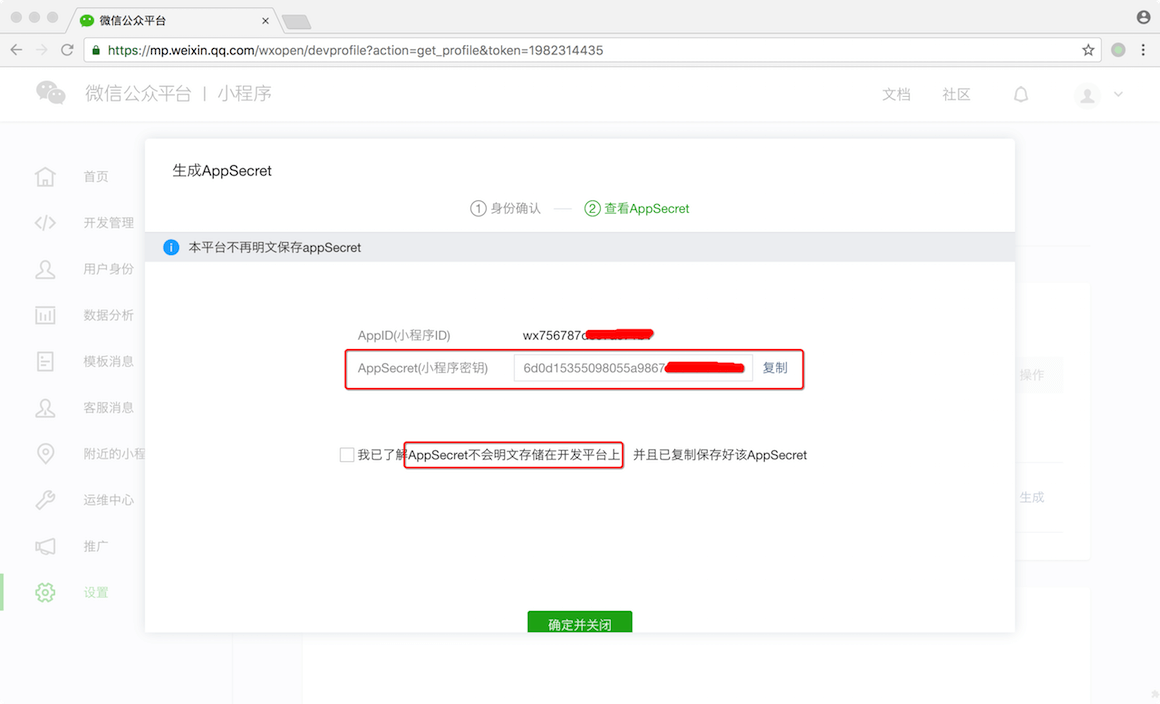 微信公众平台
https://mp.weixin.qq.com/wxopen/devprofile?action=get_profile&token=1982314435
微信公众平台 | 小程序
文档 社区
首页
开发管理
用户身份
数据分析
模板消息
客服消息
附近的小程
运维中心
推广
设置
生成AppSecret
1 身份确认 2 查看AppSecret
本平台不再明文保存appSecret
AppID(小程序ID) wx756787
AppSecret(小程序密钥) 6d0d15355098055a9867 复制
我已了解AppSecret不会明文存储在开发平台上 并且已复制保存好该AppSecret
确定并关闭
操作
生成